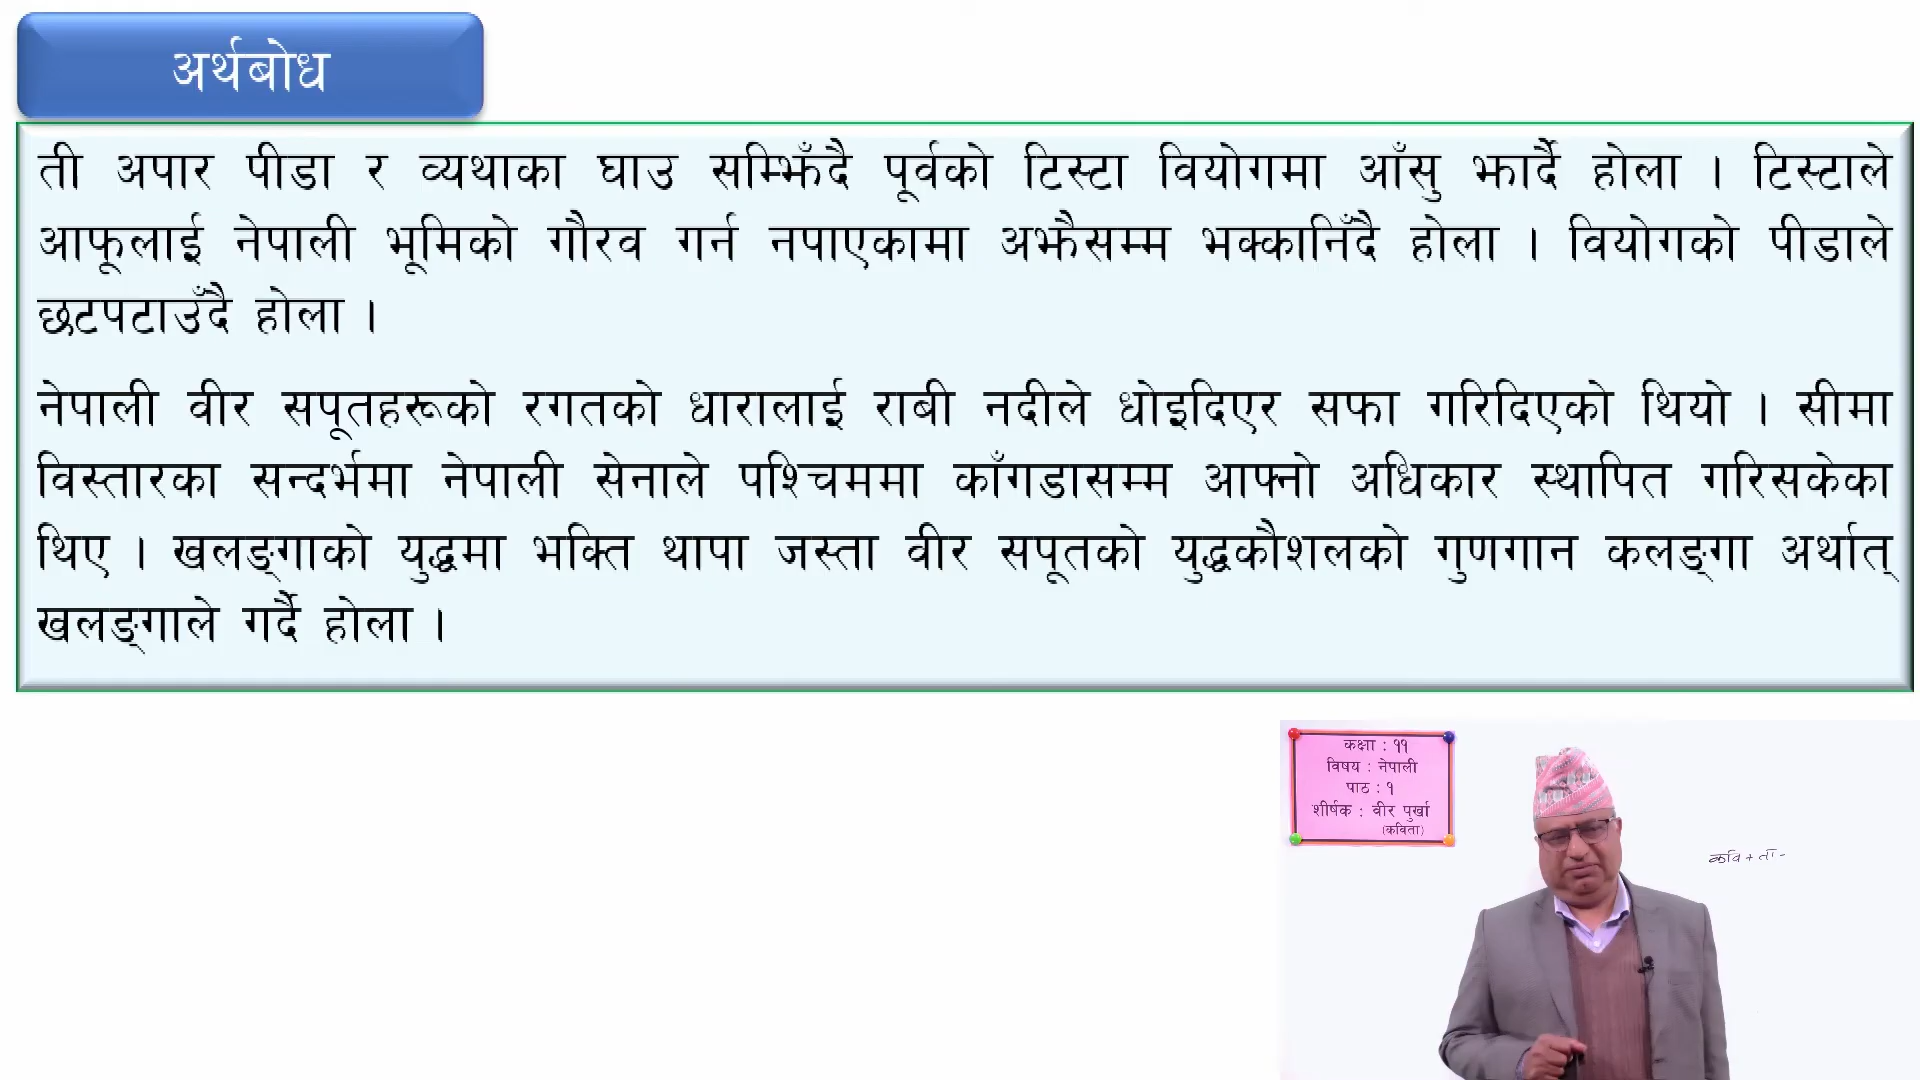 अर्थबोध
ती अपार पीडा र व्यथाका घाउ सम्झिँदै पूर्वको टिस्टा वियोगमा आँसु झार्दै होला । टिस्टाले
आफूलाई नेपाली भूमिको गौरव गर्न नपाएकामा अझैसम्म भक्कानिँदै होला । वियोगको पीडाले
छटपटाउँदै होला ।
नेपाली वीर सपूतहरूको रगतको धारालाई राबी नदीले धोइदिएर सफा गरिदिएको थियो । सीमा
विस्तारका सन्दर्भमा नेपाली सेनाले पश्चिममा काँगडासम्म आफ्नो अधिकार स्थापित गरिसकेका
थिए । खलङ्गाको युद्धमा भक्ति थापा जस्ता वीर सपूतको युद्धकौशलको गुणगान कलङ्गा अर्थात्
खलङ्गाले गर्दै होला ।
कक्षा : ११
विषय : नेपाली
पाठ : १
शीर्षक : वीर पुर्खा
(कविता)
कवि + ता -